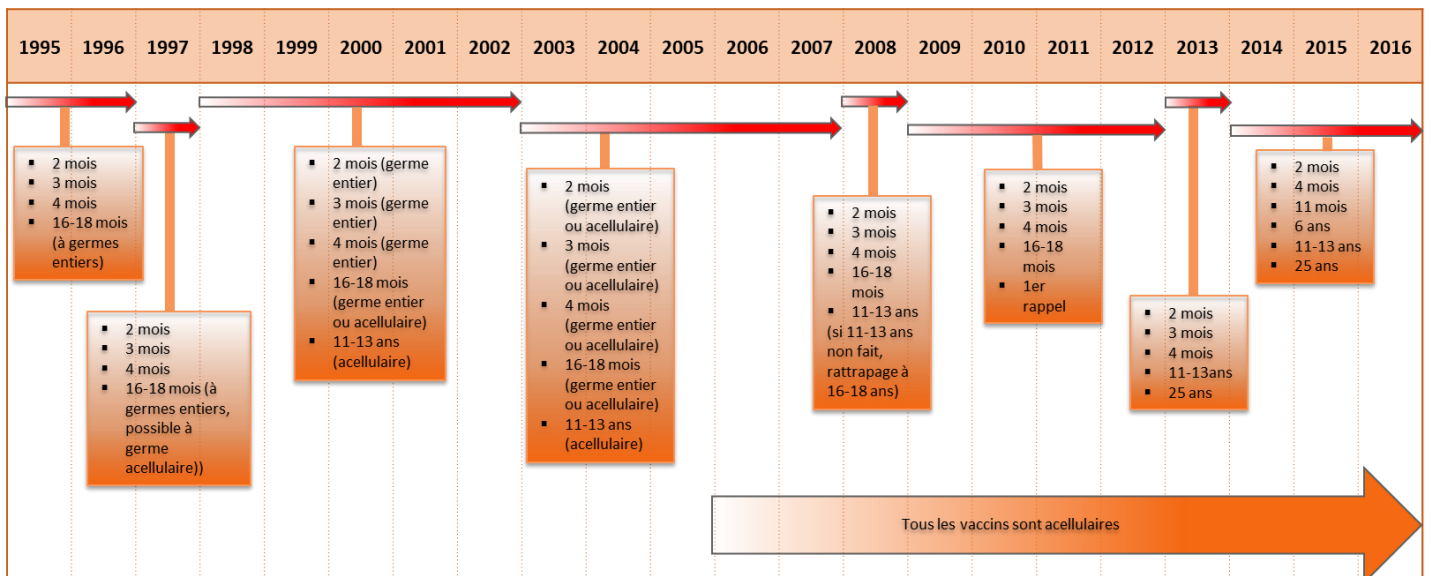 1995 1996 1997 1998 1999 2000 2001 2002 2003 2004 2005 2006 2007 2008 2009 2010 2011 2012 2013 2014 2015 2016
▪ 2 mois
▪ 3 mois
▪ 4 mois
▪ 16-18 mois
(à germes
entiers)
▪ 2 mois
▪ 3 mois
▪ 4 mois
▪ 16-18 mois (à
germes entiers,
possible à
germe
acellulaire))
▪ 2 mois (germe
entier)
▪ 3 mois (germe
entier)
▪ 4 mois (germe
entier)
▪ 16-18 mois
(germe entier
ou acellulaire)
▪ 11-13 ans
(acellulaire)
▪ 2 mois
(germe entier
ou acellulaire)
▪ 3 mois
(germe entier
ou acellulaire)
▪ 4 mois
(germe entier
ou acellulaire)
▪ 16-18 mois
(germe entier
ou acellulaire)
▪ 11-13 ans
(acellulaire)
▪ 2 mois
▪ 3 mois
▪ 4 mois
▪ 16-18
mois
▪ 11-13 ans
(si 11-13 ans
non fait,
rattrapage à
16-18 ans)
▪ 2 mois
▪ 3 mois
▪ 4 mois
▪ 16-18
mois
▪ 1er
rappel
▪ 2 mois
▪ 3 mois
▪ 4 mois
▪ 11-13ans
▪ 25 ans
▪ 2 mois
▪ 4 mois
▪ 11 mois
▪ 6 ans
▪ 11-13 ans
▪ 25 ans
Tous les vaccins sont acellulaires